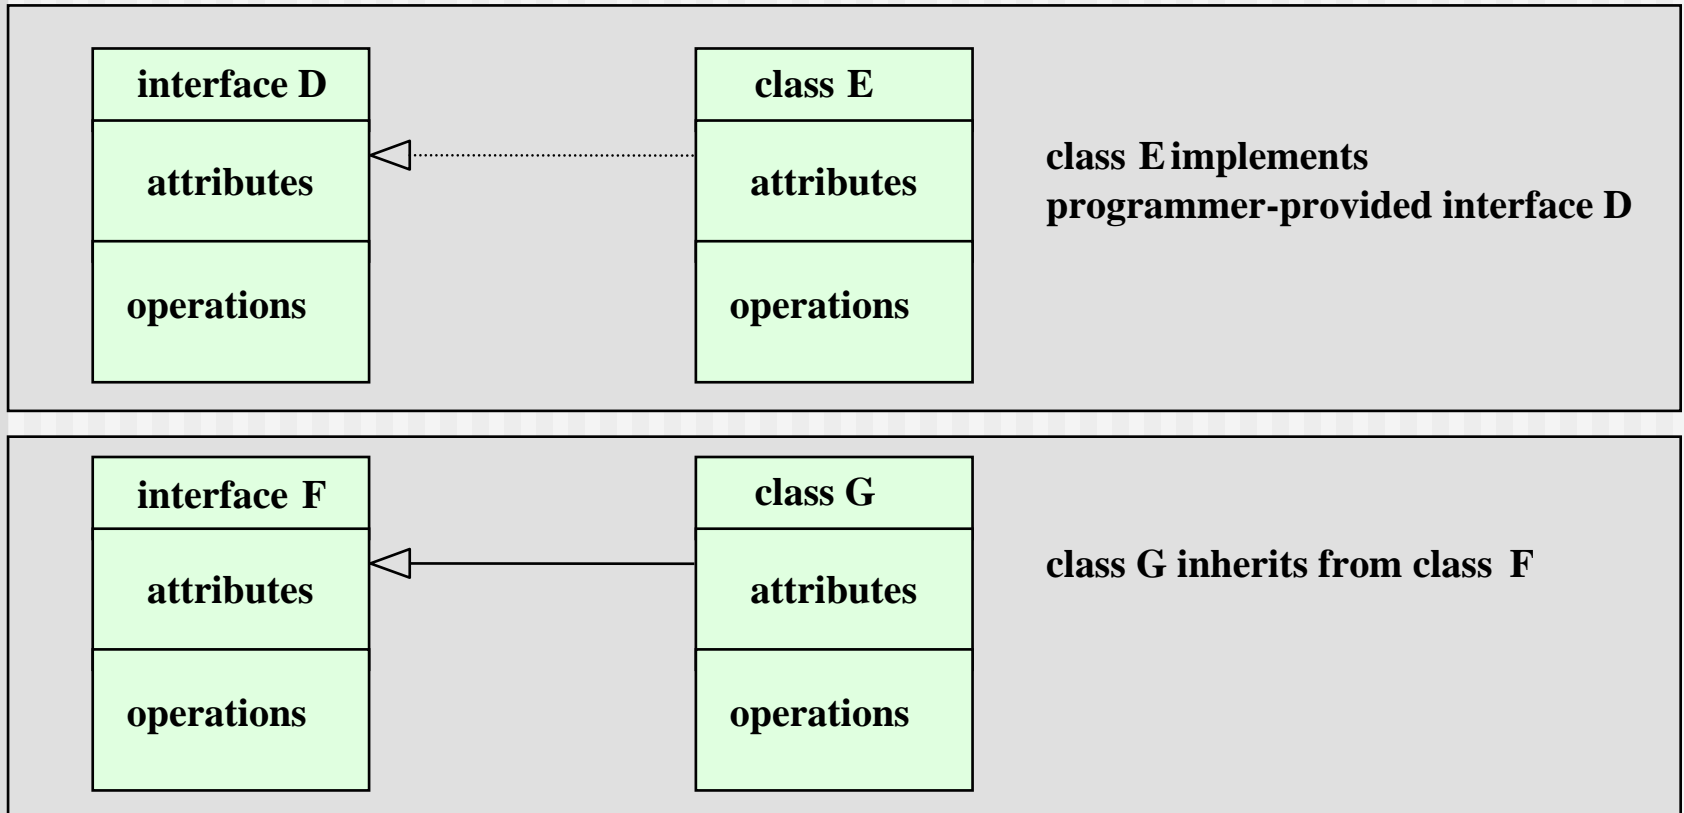 interface D
attributes
operations
class E
attributes
operations
class E implements
programmer-provided interface D
interface F
attributes
operations
class G
attributes
operations
class G inherits from class F